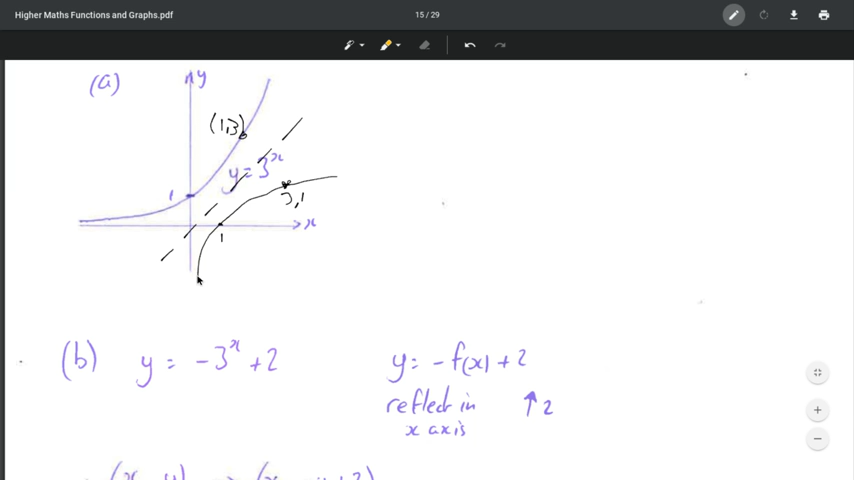 Higher Maths Functions and Graphs.pdf
15 / 29
(a)
y
(1,3)
y = 3^x
1
3,1
x
1
(b) y = -3^x + 2
y = -f(x) + 2
reflect in ↑2
x axis